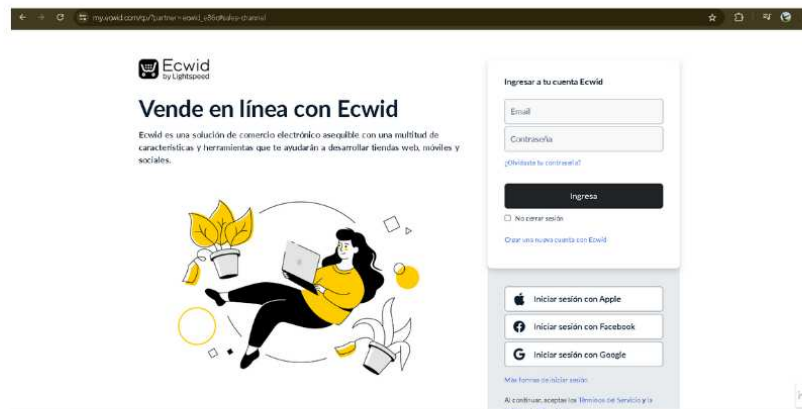 Ecwid
by Lightspeed
Vende en línea con Ecwid
Ecwid es una solución de comercio electrónico asequible con una multitud de
características y herramientas que te ayudarán a desarrollar tiendas web, móviles y
sociales.
Ingresar a tu cuenta Ecwid
Email
Contraseña
¿Olvidaste tu contraseña?
Ingresa
No cerrar sesión
Crear una nueva cuenta con Ecwid
Iniciar sesión con Apple
Iniciar sesión con Facebook
Iniciar sesión con Google
Más formas de iniciar sesión
Al continuar, aceptas los Términos de Servicio y la